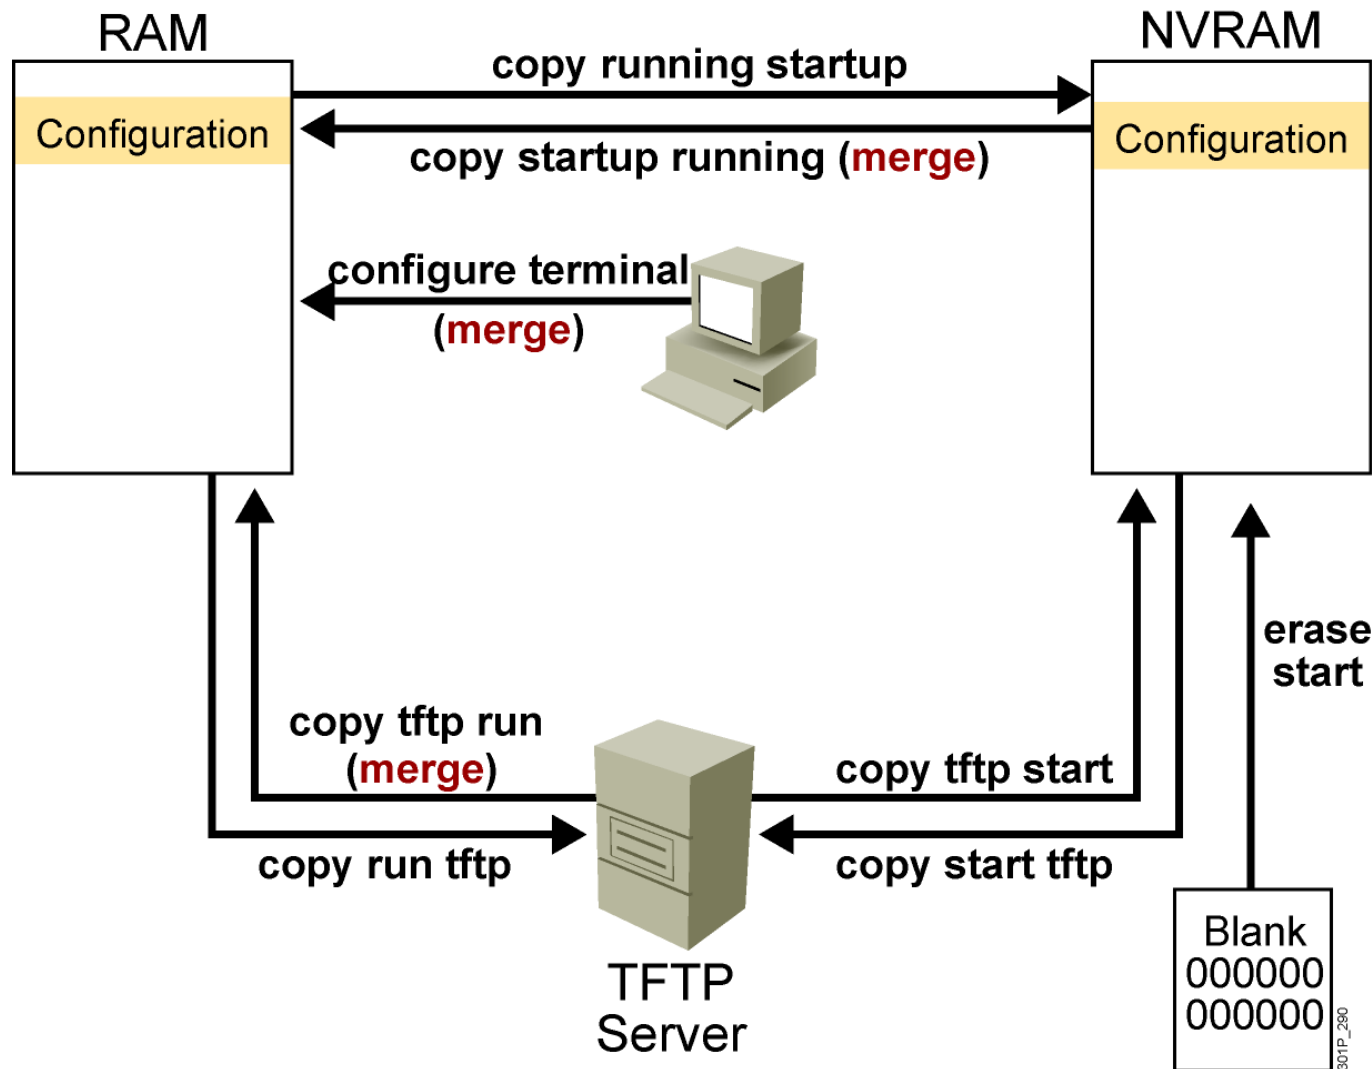 RAM
NVRAM
copy running startup
Configuration
Configuration
copy startup running (merge)
configure terminal
(merge)
erase
start
copy tftp run
(merge)
copy tftp start
copy run tftp
copy start tftp
Blank
000000
000000
TFTP
Server
301P_290